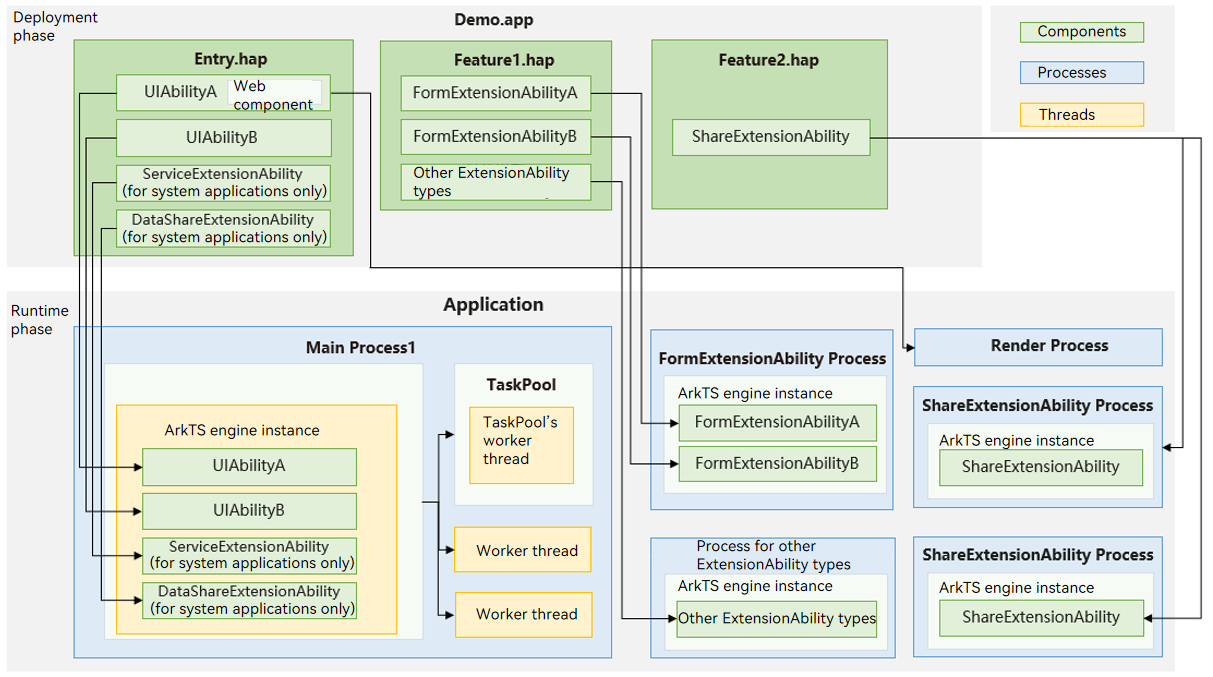 Deployment
phase
Demo.app
Components
Processes
Threads
Entry.hap
UIAbilityA
Web
component
UIAbilityB
ServiceExtensionAbility
(for system applications only)
DataShareExtensionAbility
(for system applications only)
Feature1.hap
FormExtensionAbilityA
FormExtensionAbilityB
Other ExtensionAbility
types
Feature2.hap
ShareExtensionAbility
Runtime
phase
Application
Main Process1
ArkTS engine instance
UIAbilityA
UIAbilityB
ServiceExtensionAbility
(for system applications only)
DataShareExtensionAbility
(for system applications only)
TaskPool
TaskPool's
worker
thread
Worker thread
Worker thread
FormExtensionAbility Process
ArkTS engine instance
FormExtensionAbilityA
FormExtensionAbilityB
Process for other
ExtensionAbility types
ArkTS engine instance
Other ExtensionAbility types
Render Process
ShareExtensionAbility Process
ArkTS engine instance
ShareExtensionAbility
ShareExtensionAbility Process
ArkTS engine instance
ShareExtensionAbility